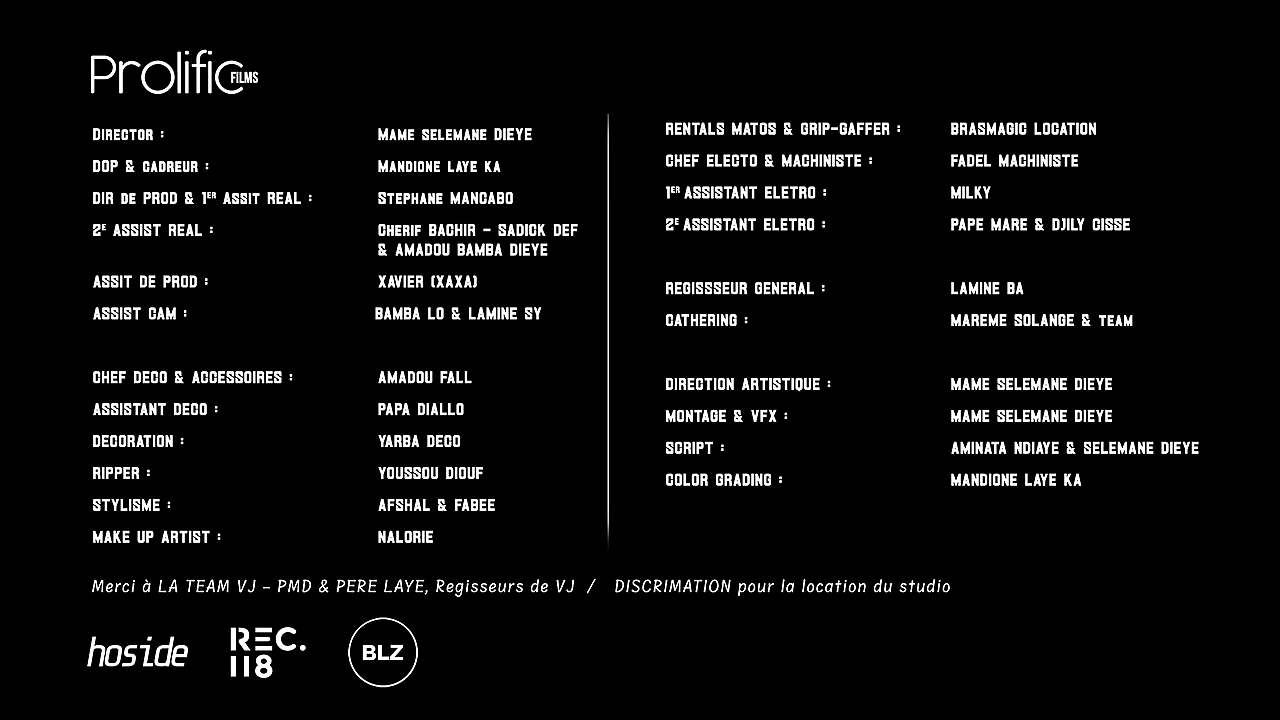 Prolific FILMS
DIRECTOR : MAME SELEMANE DIEYE
DOP & CADREUR : MANDIONE LAYE KA
DIR DE PROD & 1ER ASSIT REAL : STEPHANE MANCABO
2E ASSIST REAL : CHERIF BACHIR - SADICK DEF
& AMADOU BAMBA DIEYE
ASSIT DE PROD : XAVIER (XAXA)
ASSIST CAM : BAMBA LO & LAMINE SY
CHEF DECO & ACCESSOIRES : AMADOU FALL
ASSISTANT DECO : PAPA DIALLO
DECORATION : YARBA DECO
RIPPER : YOUSSOU DIOUF
STYLISME : AFSHAL & FABEE
MAKE UP ARTIST : NALORIE
RENTALS MATOS & GRIP-GAFFER : BRASMAGIC LOCATION
CHEF ELECTO & MACHINISTE : FADEL MACHINISTE
1ER ASSISTANT ELETRO : MILKY
2E ASSISTANT ELETRO : PAPE MARE & DJILY CISSE
REGISSSEUR GENERAL : LAMINE BA
CATHERING : MAREME SOLANGE & TEAM
DIRECTION ARTISTIQUE : MAME SELEMANE DIEYE
MONTAGE & VFX : MAME SELEMANE DIEYE
SCRIPT : AMINATA NDIAYE & SELEMANE DIEYE
COLOR GRADING : MANDIONE LAYE KA
Merci à LA TEAM VJ – PMD & PERE LAYE, Regisseurs de VJ / DISCRIMATION pour la location du studio
hoside
REC.
118
BLZ